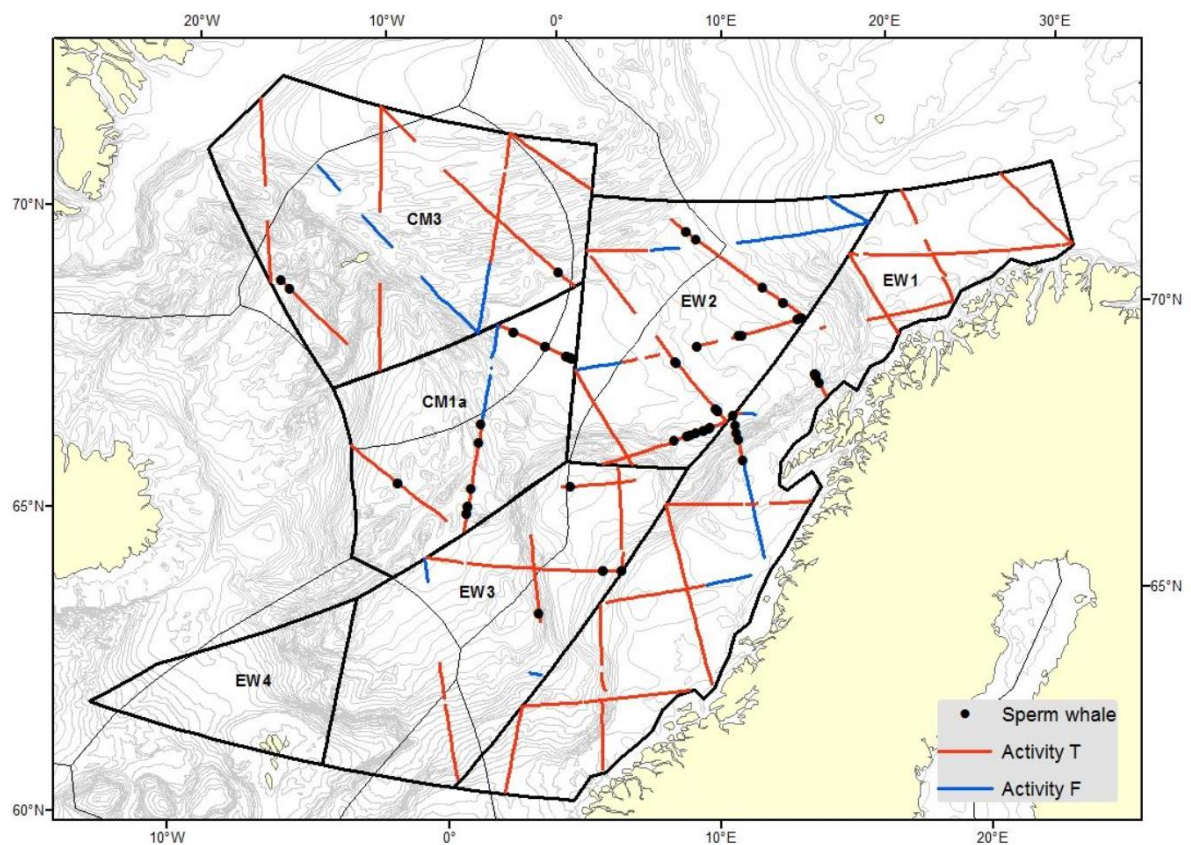 20°W 10°W 0° 10°E 20°E 30°E
70°N
CM3
EW1
70°N
EW2
CM1a
65°N
EW3
65°N
EW4
Sperm whale
Activity T
Activity F
60°N
10°W 0° 10°E 20°E